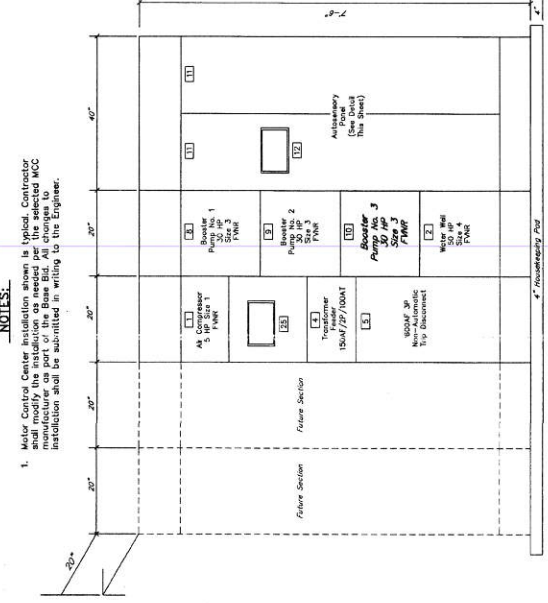 NOTES:
1. Motor Control Center installation shown is typical. Contractor
shall modify the installation as needed per the selected MCC
manufacturer as part of the Base Bid. All changes to
installation shall be submitted in writing to the Engineer.
20"
20"
20"
20"
20"
40"
7'-6"
4"
Future Section
Future Section
1
Air Compressor
5 HP Size 1
FVNR
25
4
Transformer
Feeder
150AF/2P/100AT
5
600AF 3P
Non-Automatic
Trip Disconnect
8
Booster
Pump No. 1
30 HP
Size 3
FVNR
9
Booster
Pump No. 2
30 HP
Size 3
FVNR
10
Booster
Pump No. 3
30 HP
Size 3
FVNR
2
Water Well
50 HP
Size 4
FVNR
11
11
12
Autosensory
Panel
(See Detail
This Sheet)
4" Housekeeping Pad